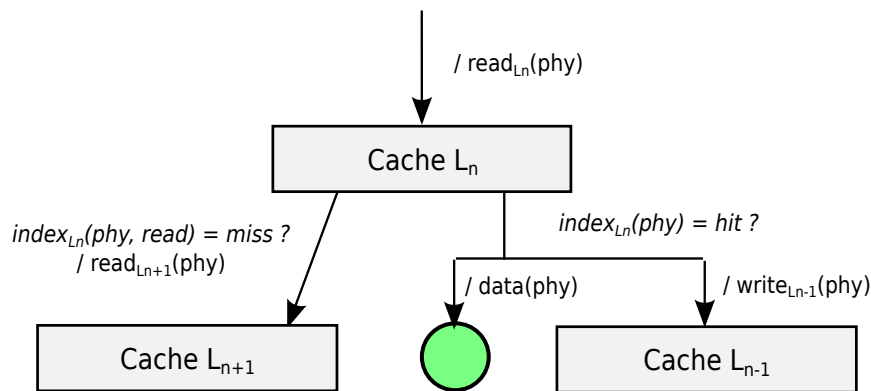 / read_Ln(phy)
Cache L_n
index_Ln(phy, read) = miss ?
/ read_Ln+1(phy)
index_Ln(phy) = hit ?
/ data(phy)
/ write_Ln-1(phy)
Cache L_n+1
Cache L_n-1